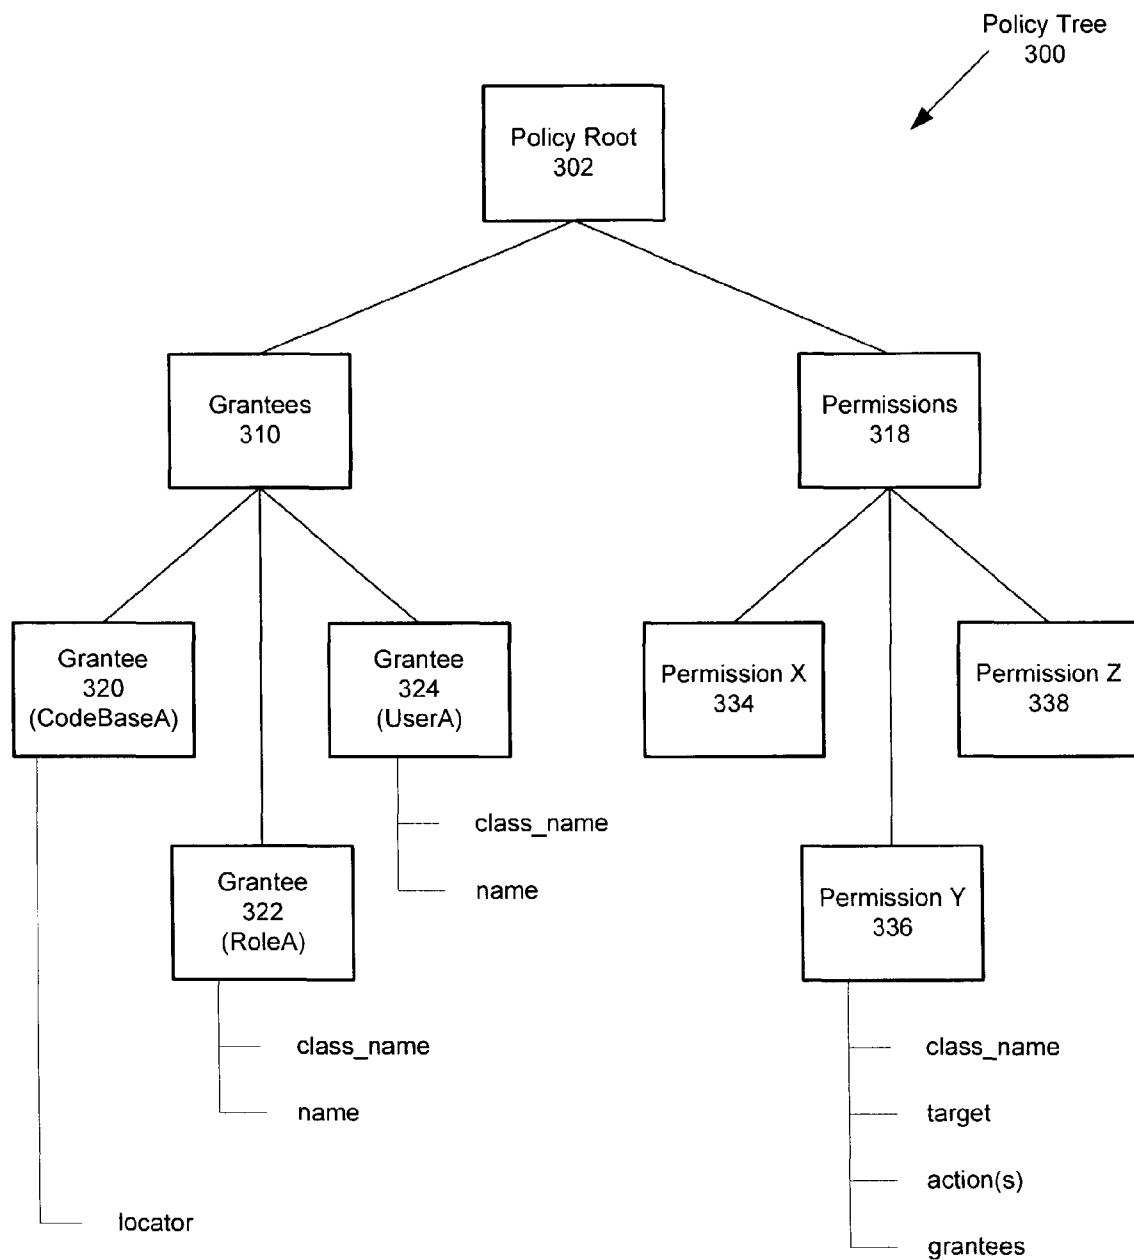 Policy Tree
300
Policy Root
302
Grantees
310
Permissions
318
Grantee
320
(CodeBaseA)
Grantee
324
(UserA)
Permission X
334
Permission Z
338
class_name
name
Grantee
322
(RoleA)
Permission Y
336
class_name
name
class_name
target
action(s)
grantees
locator